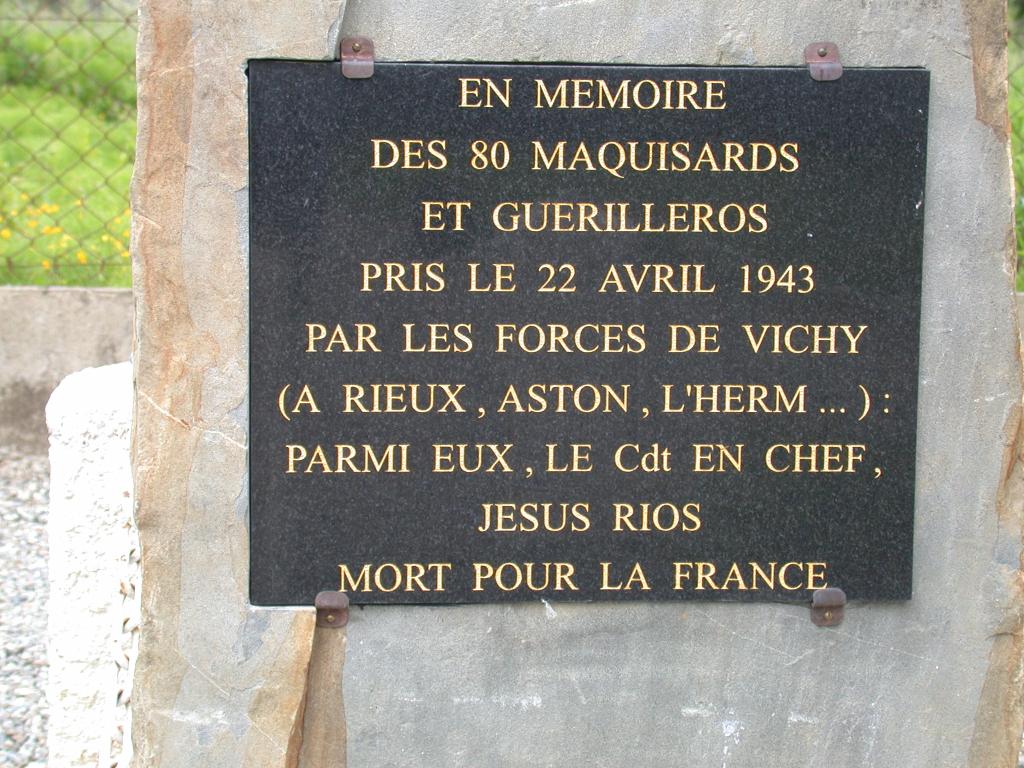 EN MEMOIRE
DES 80 MAQUISARDS
ET GUERILLEROS
PRIS LE 22 AVRIL 1943
PAR LES FORCES DE VICHY
(A RIEUX , ASTON , L'HERM ... ) :
PARMI EUX , LE Cdt EN CHEF ,
JESUS RIOS
MORT POUR LA FRANCE